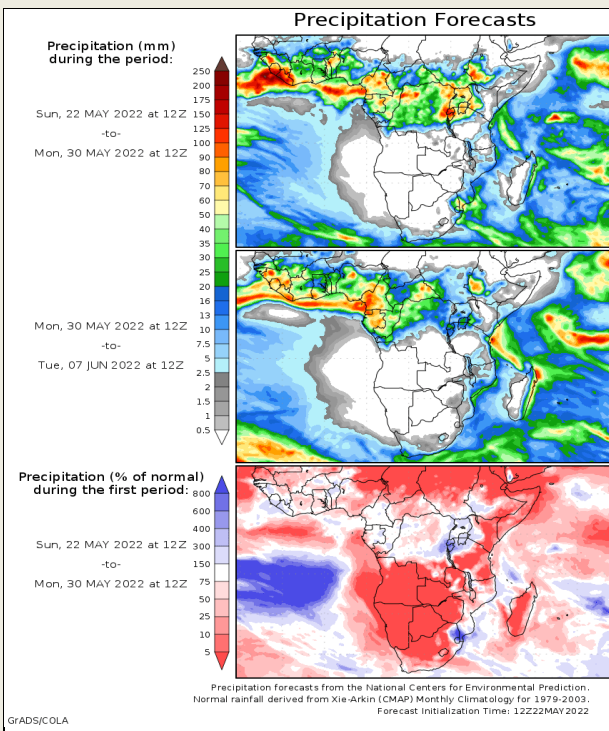 Precipitation Forecasts
Precipitation (mm)
during the period:
Sun, 22 MAY 2022 at 12Z
-to-
Mon, 30 MAY 2022 at 12Z
250
200
175
150
125
100
90
80
70
60
50
40
35
30
25
20
16
13
10
7.5
5
2.5
2
1.5
1
0.5
Mon, 30 MAY 2022 at 12Z
-to-
Tue, 07 JUN 2022 at 12Z
Precipitation (% of normal)
during the first period:
Sun, 22 MAY 2022 at 12Z
-to-
Mon, 30 MAY 2022 at 12Z
800
600
400
300
150
75
50
25
10
5
Precipitation forecasts from the National Centers for Environmental Prediction.
Normal rainfall derived from Xie-Arkin (CMAP) Monthly Climatology for 1979-2003.
Forecast Initialization Time: 12Z22MAY2022
GrADS/COLA